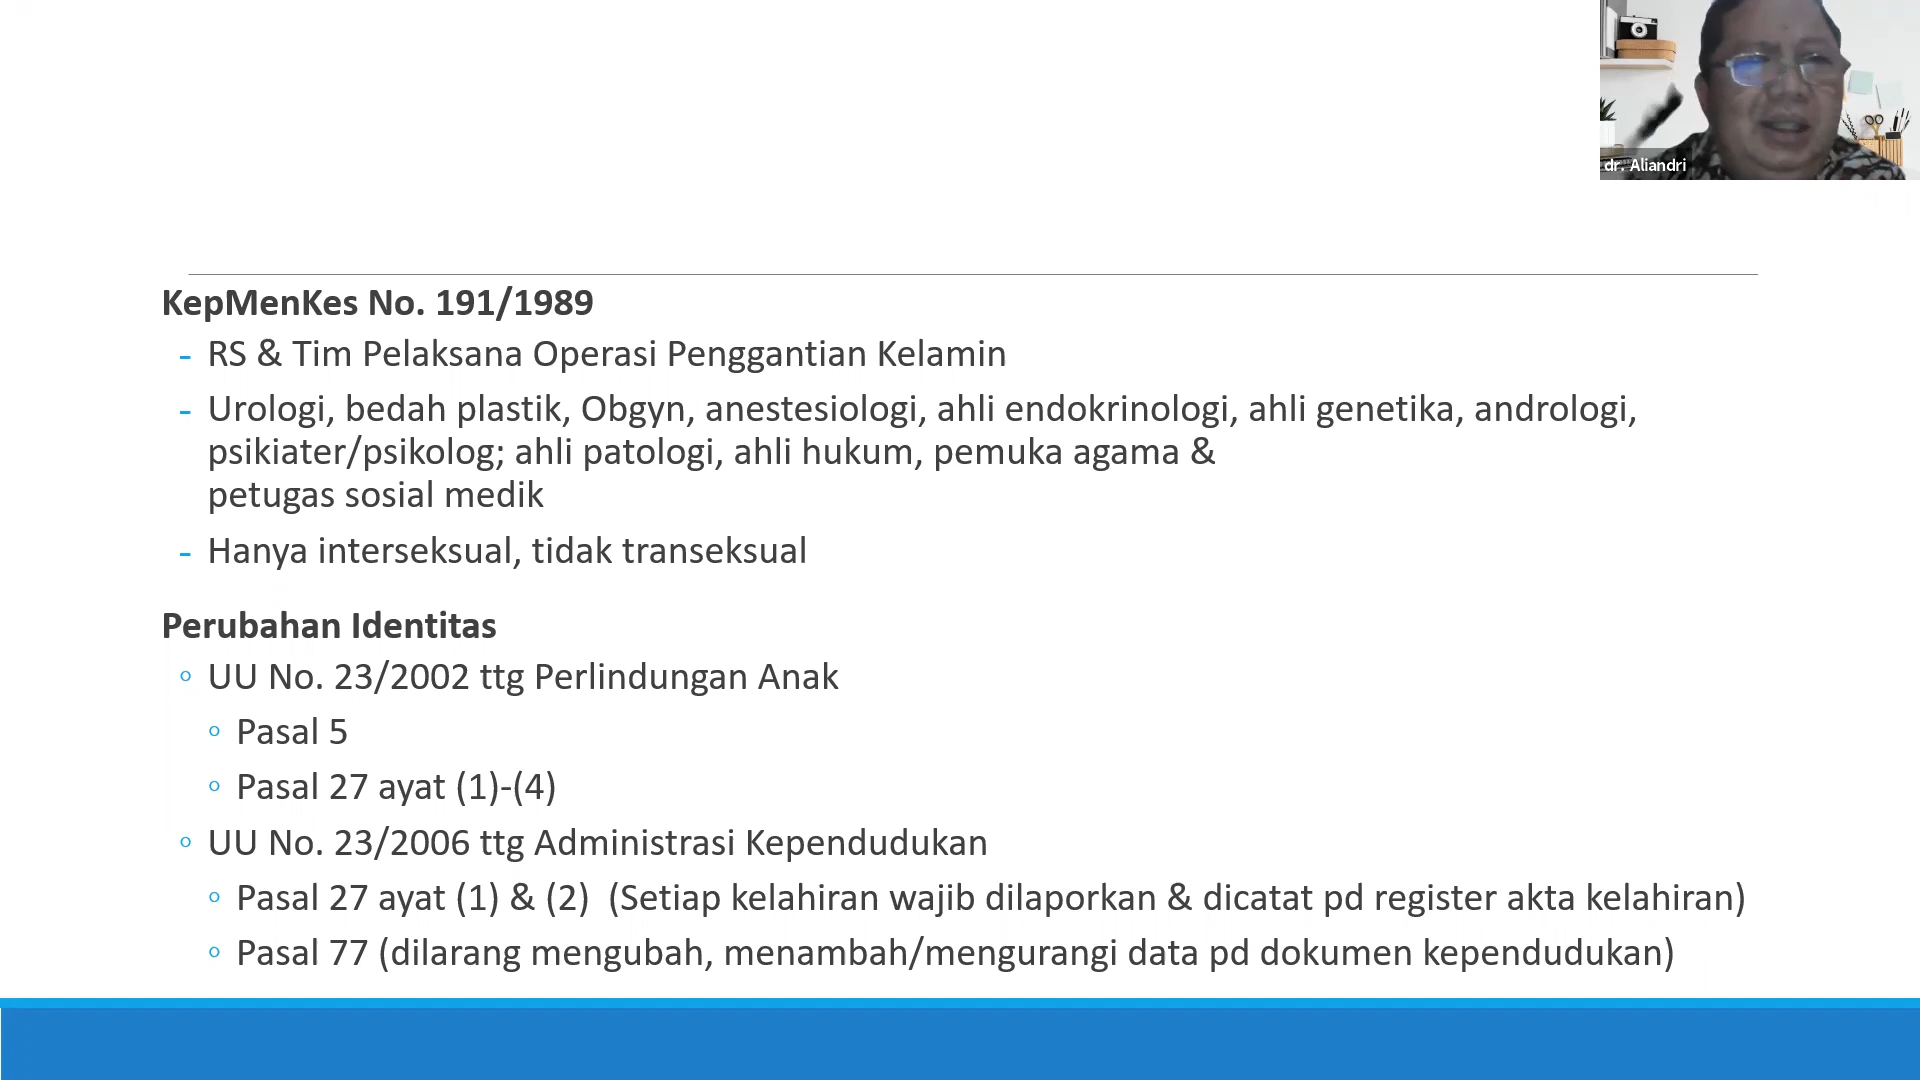 dr. Aliandri
KepMenKes No. 191/1989
- RS & Tim Pelaksana Operasi Penggantian Kelamin
- Urologi, bedah plastik, Obgyn, anestesiologi, ahli endokrinologi, ahli genetika, andrologi,
psikiater/psikolog; ahli patologi, ahli hukum, pemuka agama &
petugas sosial medik
- Hanya interseksual, tidak transeksual
Perubahan Identitas
◦ UU No. 23/2002 ttg Perlindungan Anak
◦ Pasal 5
◦ Pasal 27 ayat (1)-(4)
◦ UU No. 23/2006 ttg Administrasi Kependudukan
◦ Pasal 27 ayat (1) & (2) (Setiap kelahiran wajib dilaporkan & dicatat pd register akta kelahiran)
◦ Pasal 77 (dilarang mengubah, menambah/mengurangi data pd dokumen kependudukan)